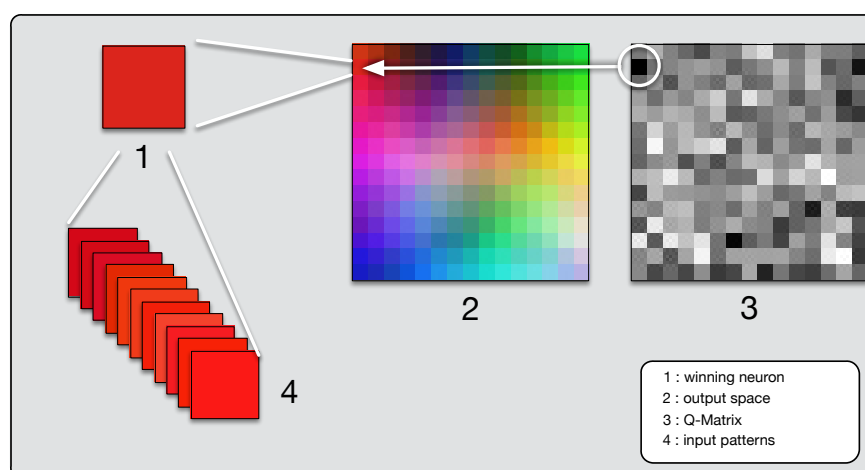 1
2
3
4
1 : winning neuron
2 : output space
3 : Q-Matrix
4 : input patterns